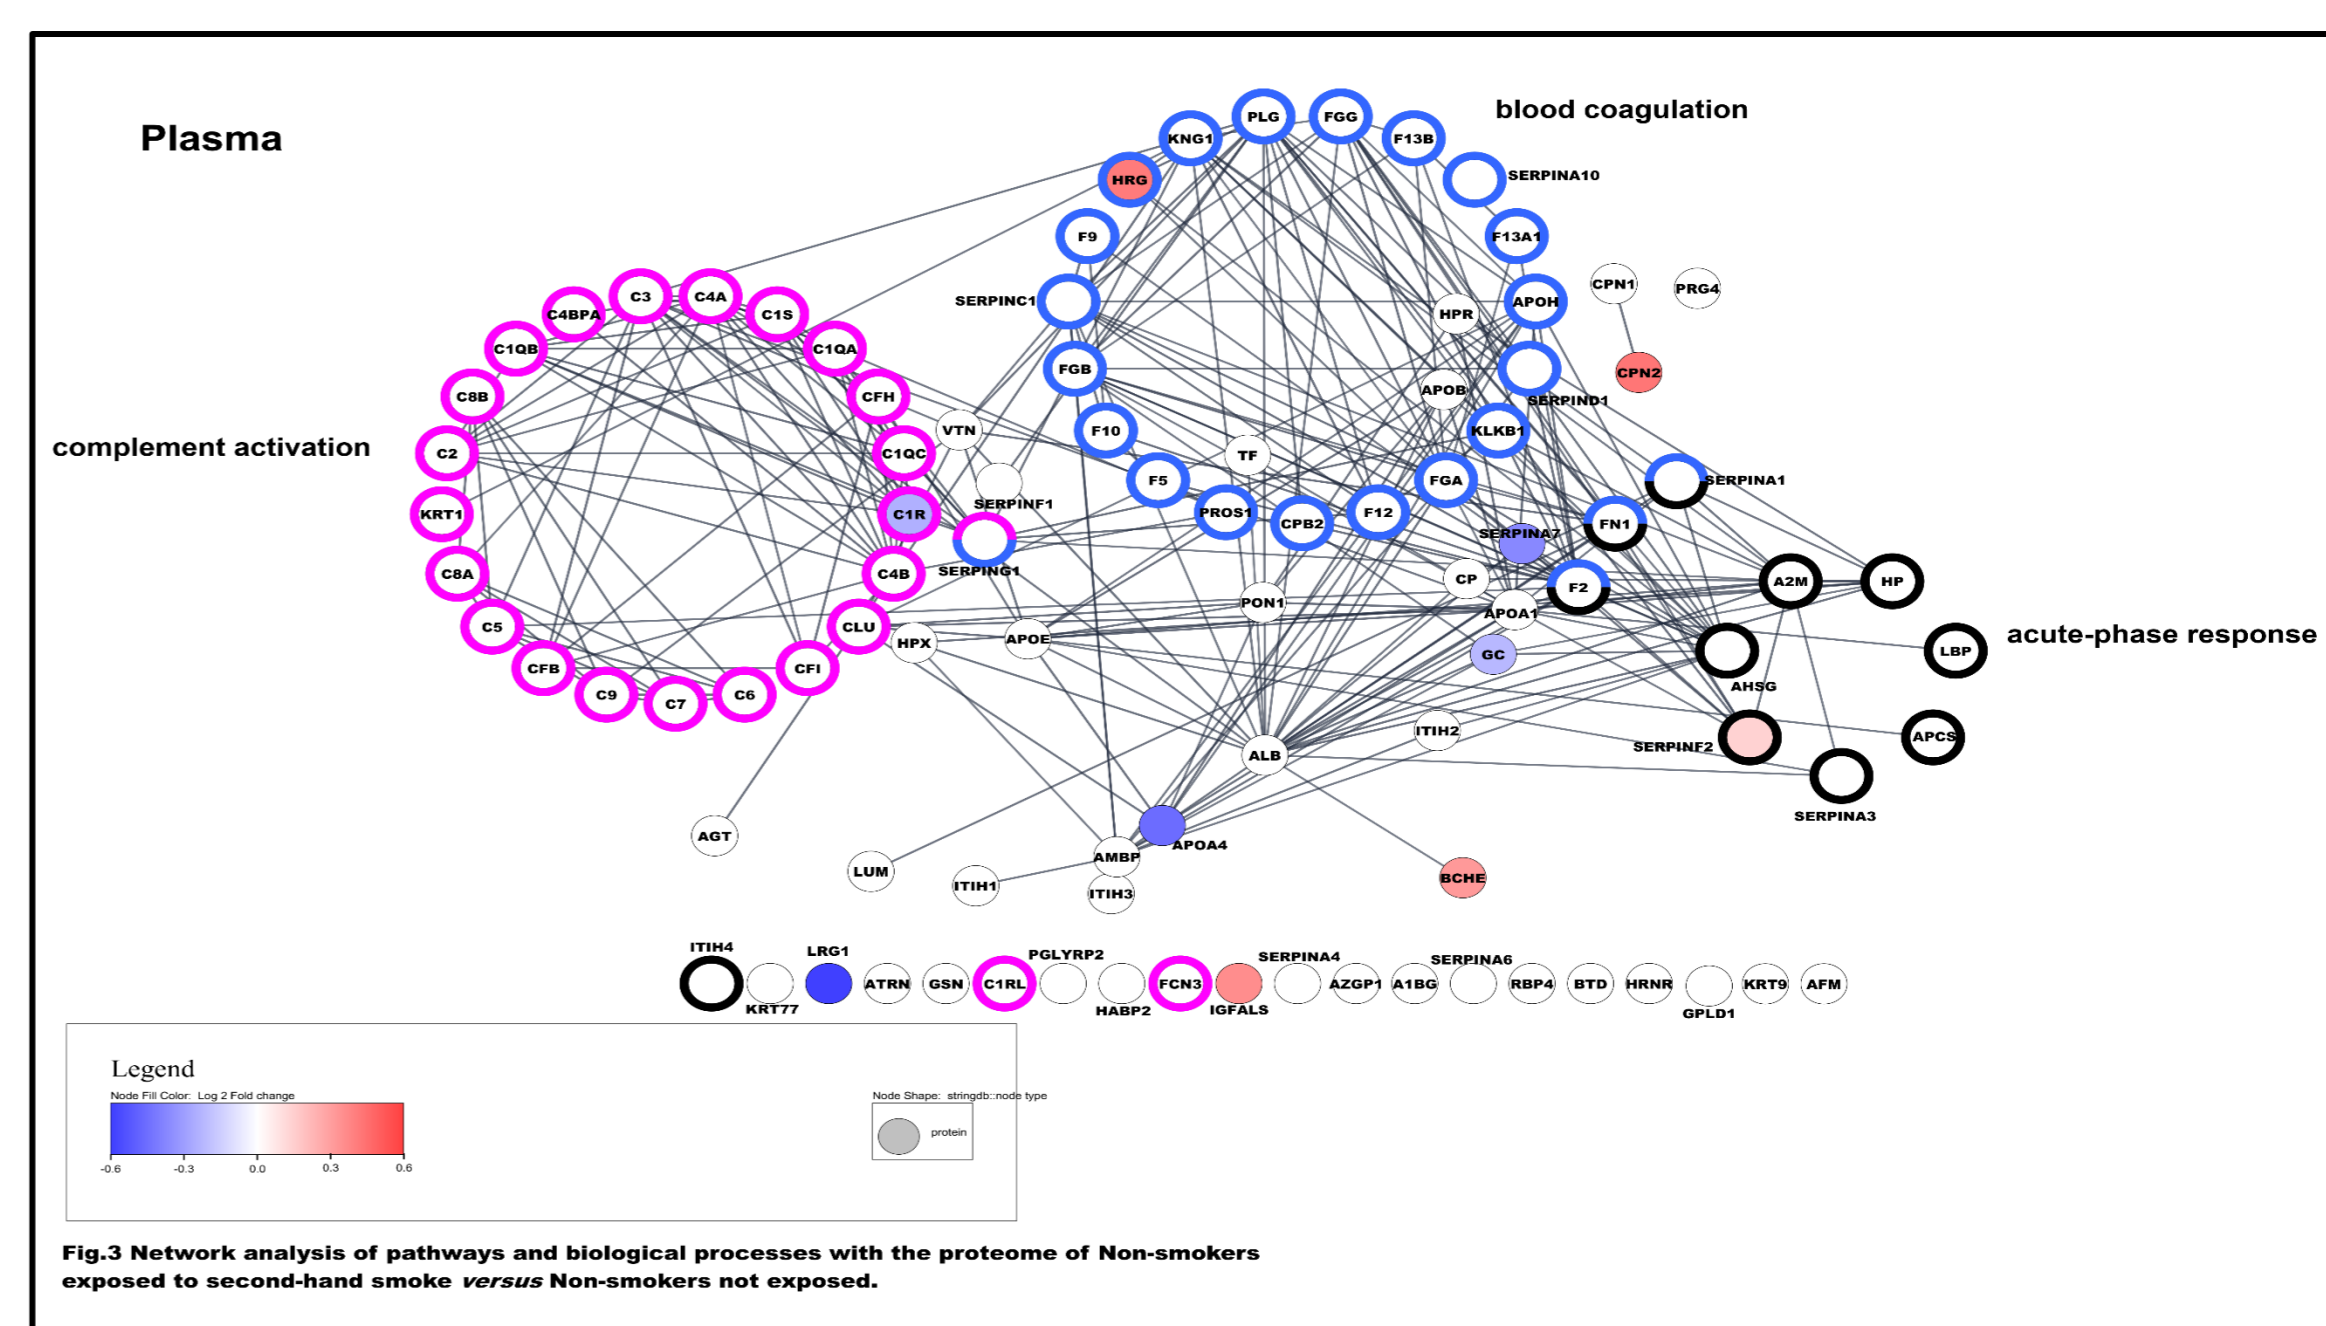 Plasma
blood coagulation
complement activation
acute-phase response
PLG
FGG
KNG1
F13B
HRG
SERPINA10
F9
F13A1
SERPINC1
APOH
HPR
CPN1
PRG4
FGB
SERPIND1
CPN2
APOB
F10
KLKB1
TF
F5
FGA
PROS1
CPB2
F12
SERPINA1
FN1
SERPINA7
C3
C4A
C4BPA
C1S
C1QB
C1QA
C8B
CFH
C2
C1QC
VTN
SERPINF1
KRT1
C1R
SERPING1
C8A
C4B
C5
CLU
CFB
CFI
C9
C7
C6
HPX
APOE
PON1
CP
APOA1
F2
A2M
HP
GC
AHSG
LBP
ITIH2
SERPINF2
APCS
SERPINA3
ALB
AGT
LUM
ITIH1
AMBP
APOA4
ITIH3
BCHE
ITIH4
KRT77
LRG1
ATRN
GSN
C1RL
PGLYRP2
HABP2
FCN3
IGFALS
SERPINA4
AZGP1
A1BG
SERPINA6
RBP4
BTD
HRNR
GPLD1
KRT9
AFM
Legend
Node Fill Color: Log 2 Fold change
-0.6 -0.3 0.0 0.3 0.6
Node Shape: stringdb::node type
protein
Fig.3 Network analysis of pathways and biological processes with the proteome of Non-smokers
exposed to second-hand smoke versus Non-smokers not exposed.